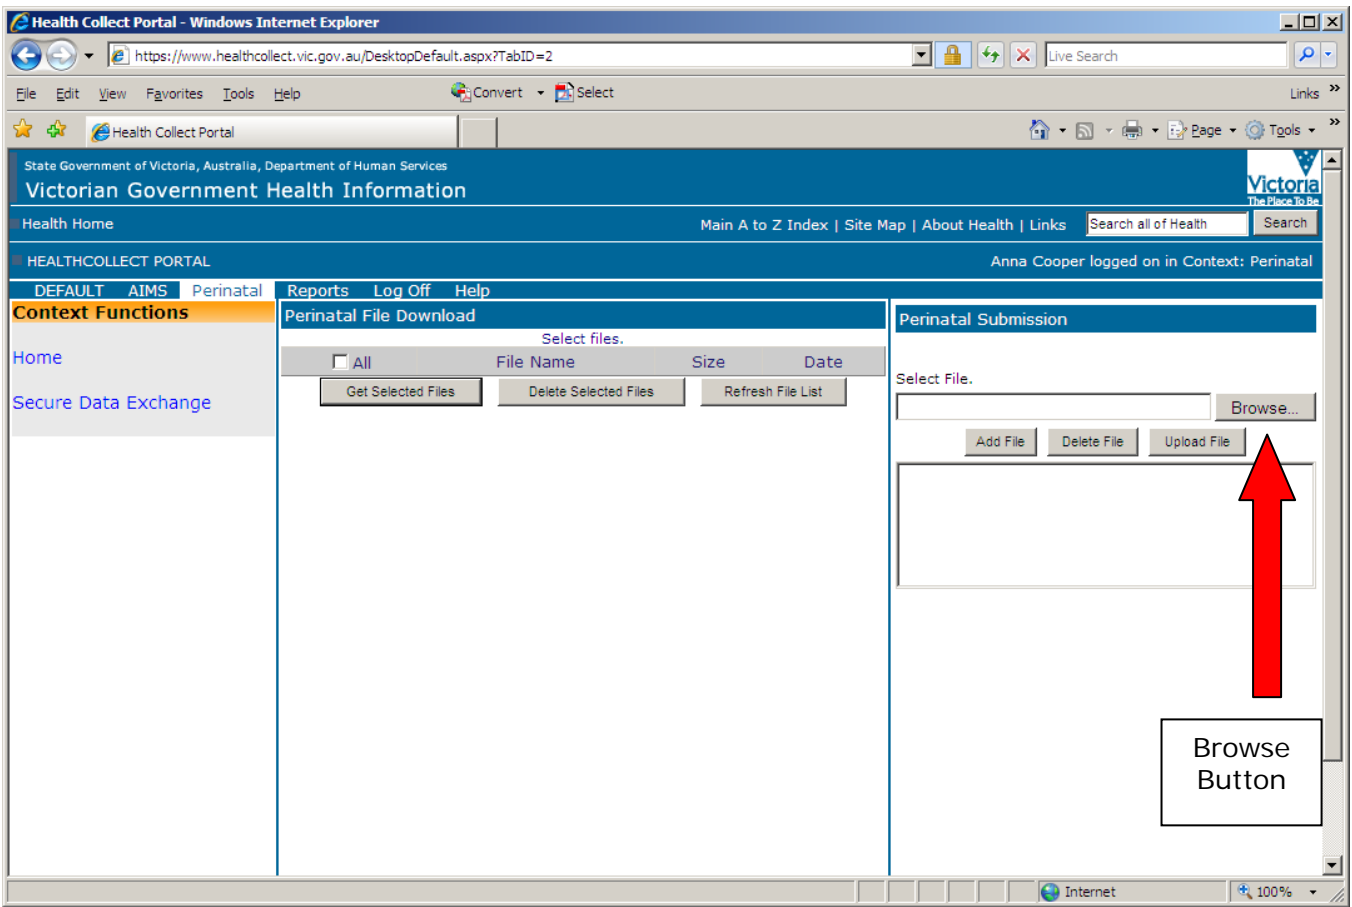 Health Collect Portal - Windows Internet Explorer
https://www.healthcollect.vic.gov.au/DesktopDefault.aspx?TabID=2
Live Search
File Edit View Favorites Tools Help
Convert Select
Links »
Health Collect Portal
Page Tools »
State Government of Victoria, Australia, Department of Human Services
Victorian Government Health Information
Victoria
The Place To Be
Health Home
Main A to Z Index | Site Map | About Health | Links
Search all of Health
Search
HEALTHCOLLECT PORTAL
Anna Cooper logged on in Context: Perinatal
DEFAULT AIMS Perinatal Reports Log Off Help
Context Functions
Home
Secure Data Exchange
Perinatal File Download
Select files.
All File Name Size Date
Get Selected Files Delete Selected Files Refresh File List
Perinatal Submission
Select File.
Browse...
Add File Delete File Upload File
Browse
Button
Internet
100%